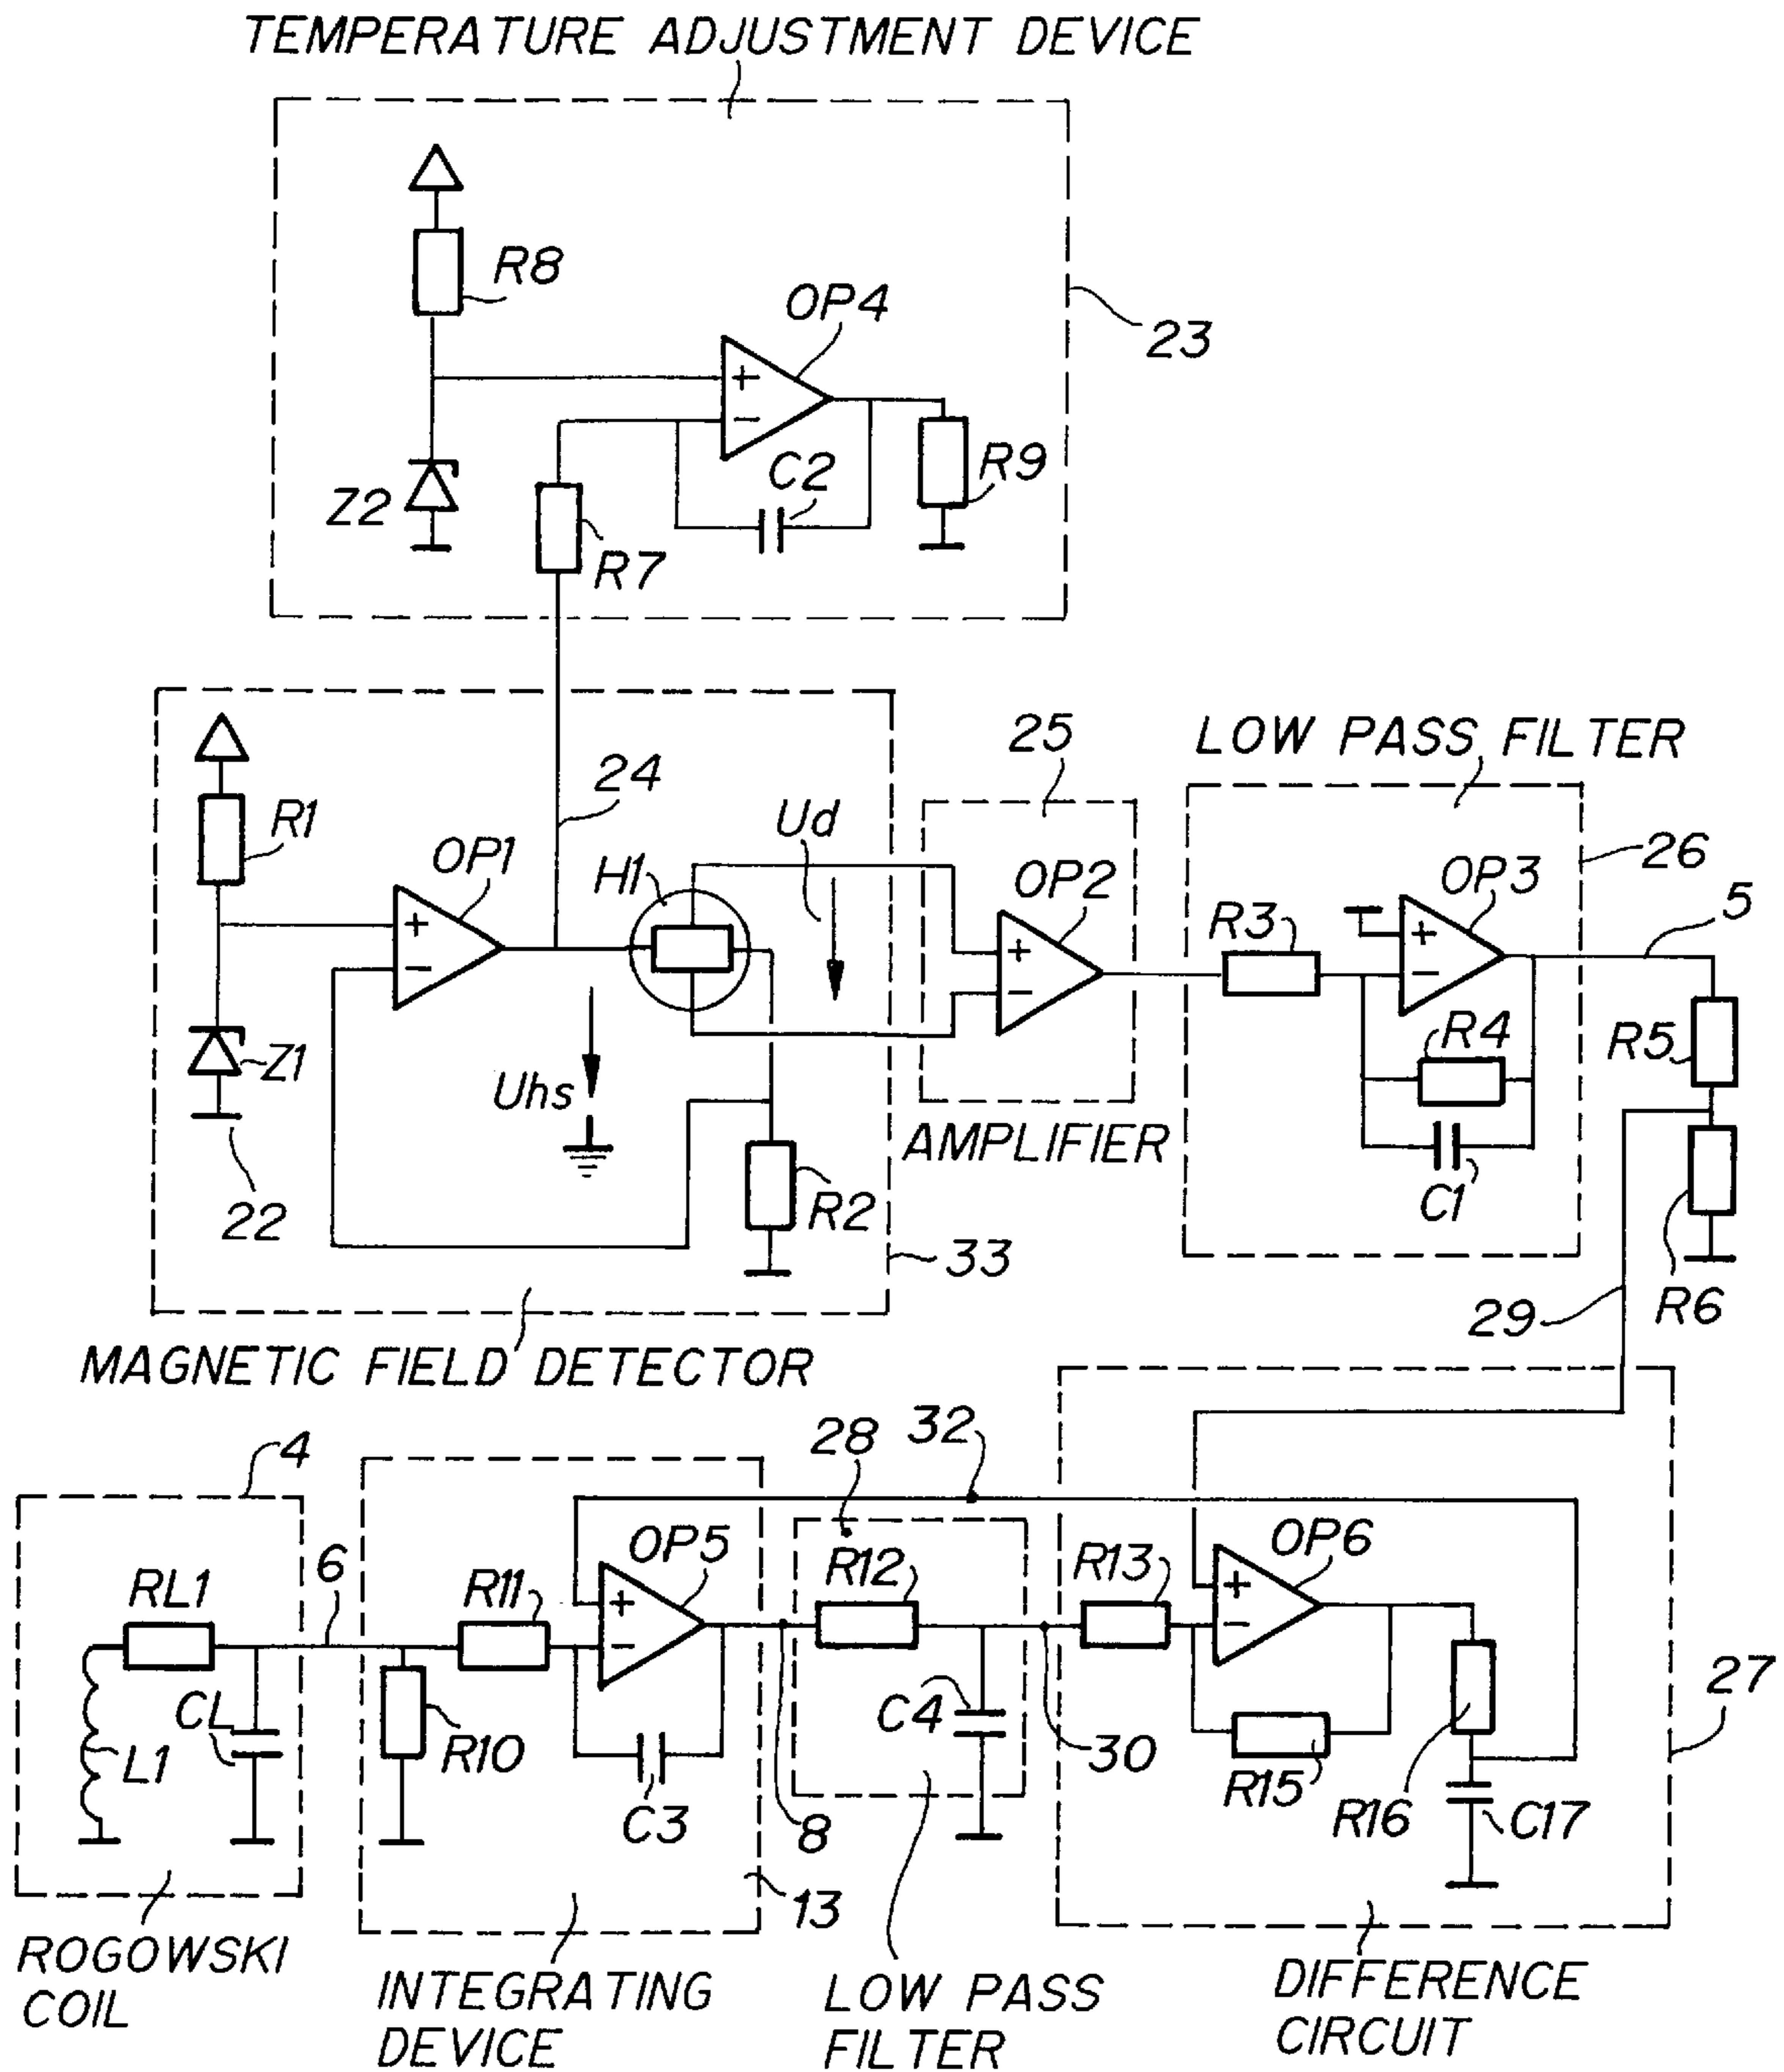 TEMPERATURE ADJUSTMENT DEVICE
R8
OP4
+
−
23
Z2
C2
R9
R7
24
25
LOW PASS FILTER
R1
OP1
+
−
H1
Ud
OP2
+
−
R3
OP3
+
−
26
5
Z1
Uhs
R4
R5
22
R2
AMPLIFIER
C1
33
R6
29
MAGNETIC FIELD DETECTOR
4
28
32
RL1
6
R11
OP5
+
−
R12
R13
OP6
+
−
CL
L1
R10
C3
8
C4
30
R15
R16
C17
27
13
ROGOWSKI
COIL
INTEGRATING
DEVICE
LOW PASS
FILTER
DIFFERENCE
CIRCUIT